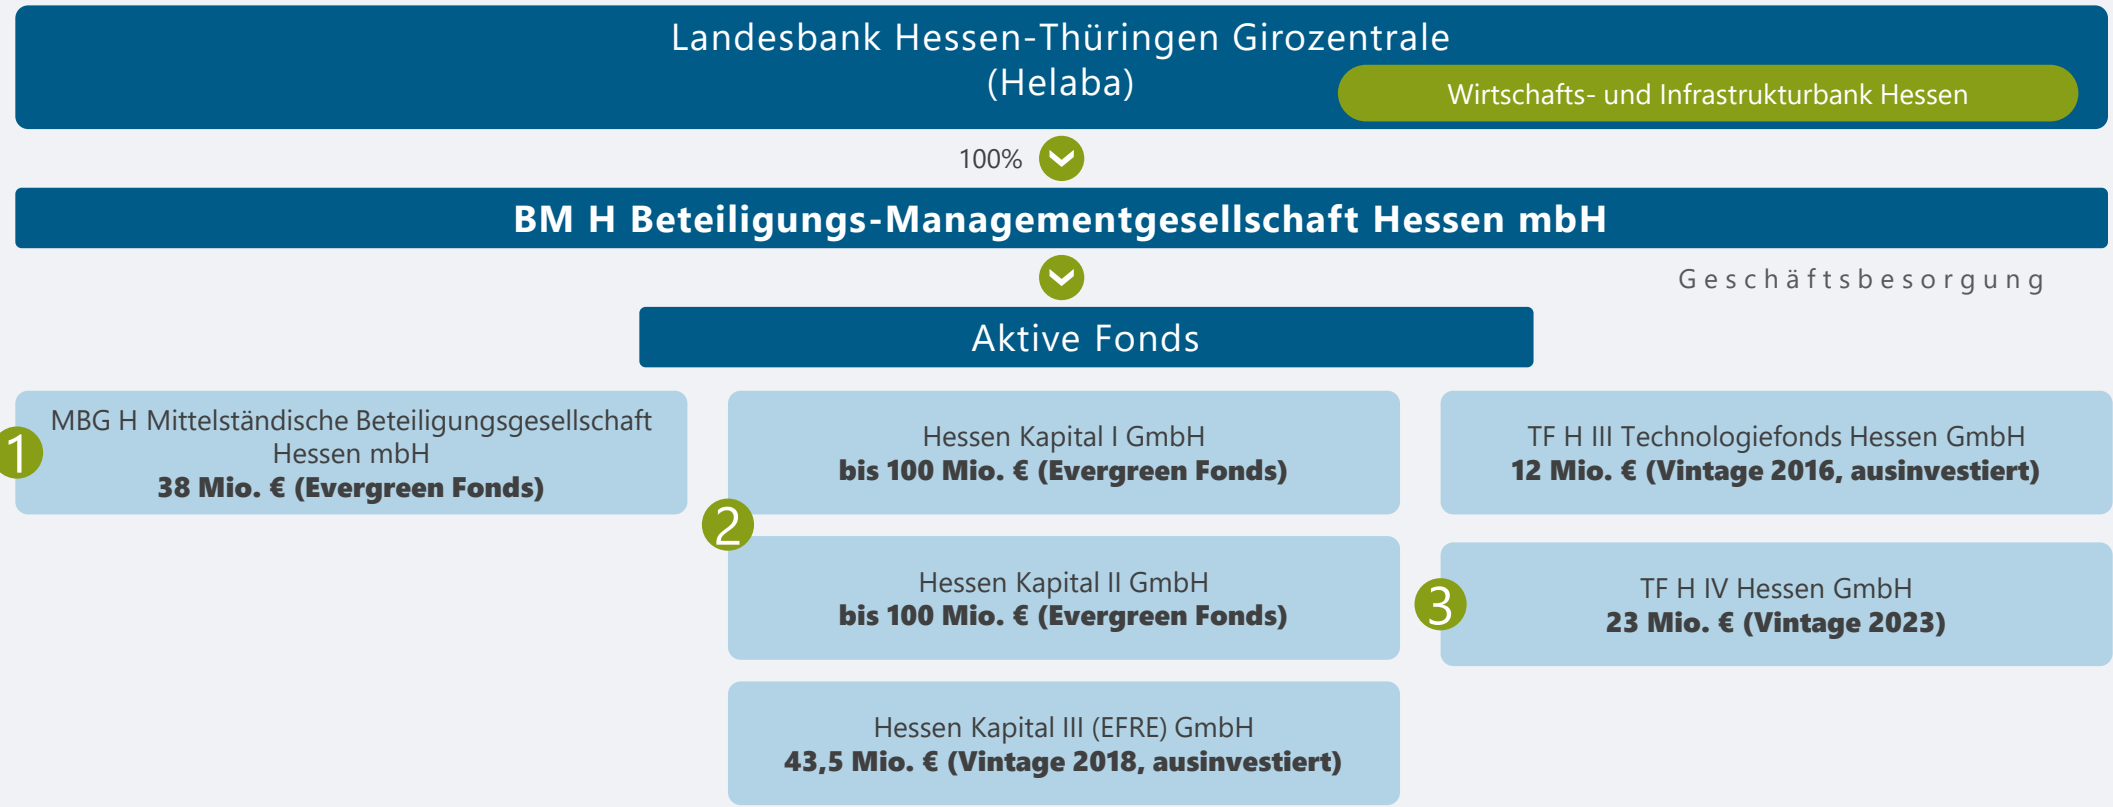 Landesbank Hessen-Thüringen Girozentrale
(Helaba)
Wirtschafts- und Infrastrukturbank Hessen
100%
BM H Beteiligungs-Managementgesellschaft Hessen mbH
Geschäftsbesorgung
Aktive Fonds
1
MBG H Mittelständische Beteiligungsgesellschaft
Hessen mbH
38 Mio. € (Evergreen Fonds)
2
Hessen Kapital I GmbH
bis 100 Mio. € (Evergreen Fonds)
Hessen Kapital II GmbH
bis 100 Mio. € (Evergreen Fonds)
Hessen Kapital III (EFRE) GmbH
43,5 Mio. € (Vintage 2018, ausinvestiert)
TF H III Technologiefonds Hessen GmbH
12 Mio. € (Vintage 2016, ausinvestiert)
3
TF H IV Hessen GmbH
23 Mio. € (Vintage 2023)